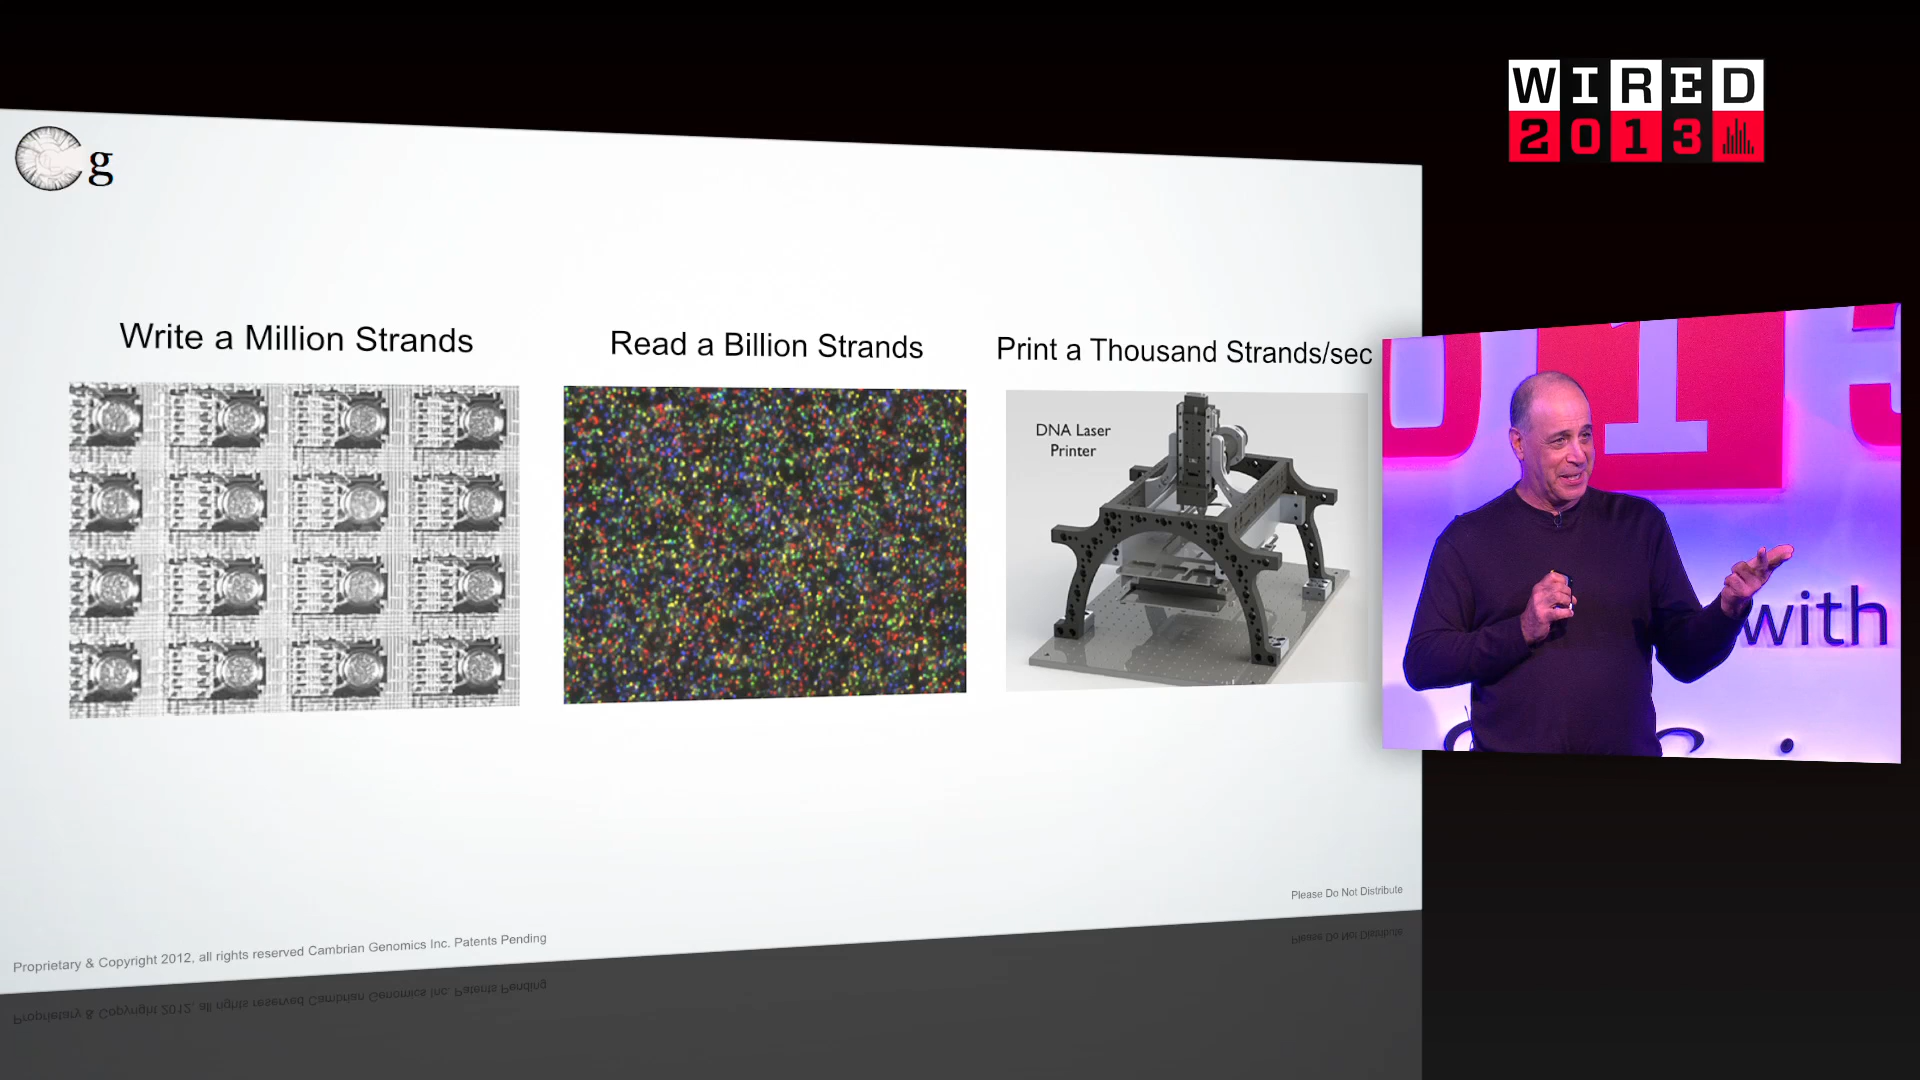 WIRED
2013
g
Write a Million Strands
Read a Billion Strands
Print a Thousand Strands/sec
DNA Laser
Printer
1
with
Please Do Not Distribute
Proprietary & Copyright 2012, all rights reserved Cambrian Genomics Inc. Patents Pending